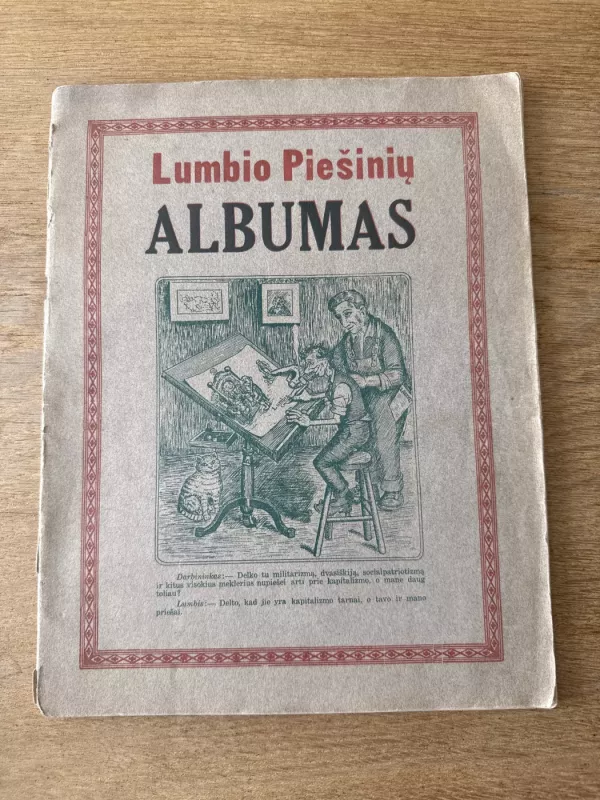 Lumbio Piešinių
ALBUMAS
Darbininkas:— Delko tu militarizmą, dvasiškiją, socialpatriotizmą
ir kitus visokius meklerius nupiešei arti prie kapitalizmo, o mane daug
toliau?
Lumbis:— Delto, kad jie yra kapitalizmo tarnai, o tavo ir mano
priešai.